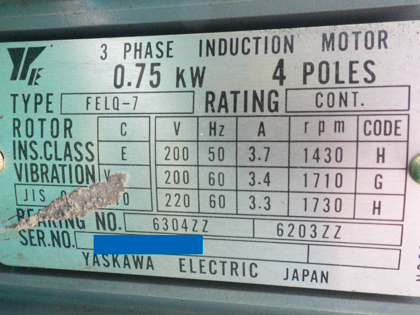 3 PHASE INDUCTION MOTOR
0.75 KW 4 POLES
TYPE FELQ-7 RATING CONT.
ROTOR C V Hz A rpm CODE
INS.CLASS E 200 50 3.7 1430 H
VIBRATION V 200 60 3.4 1710 G
JIS C 0 220 60 3.3 1730 H
BEARING NO. 6304ZZ 6203ZZ
SER.NO.
YASKAWA ELECTRIC JAPAN